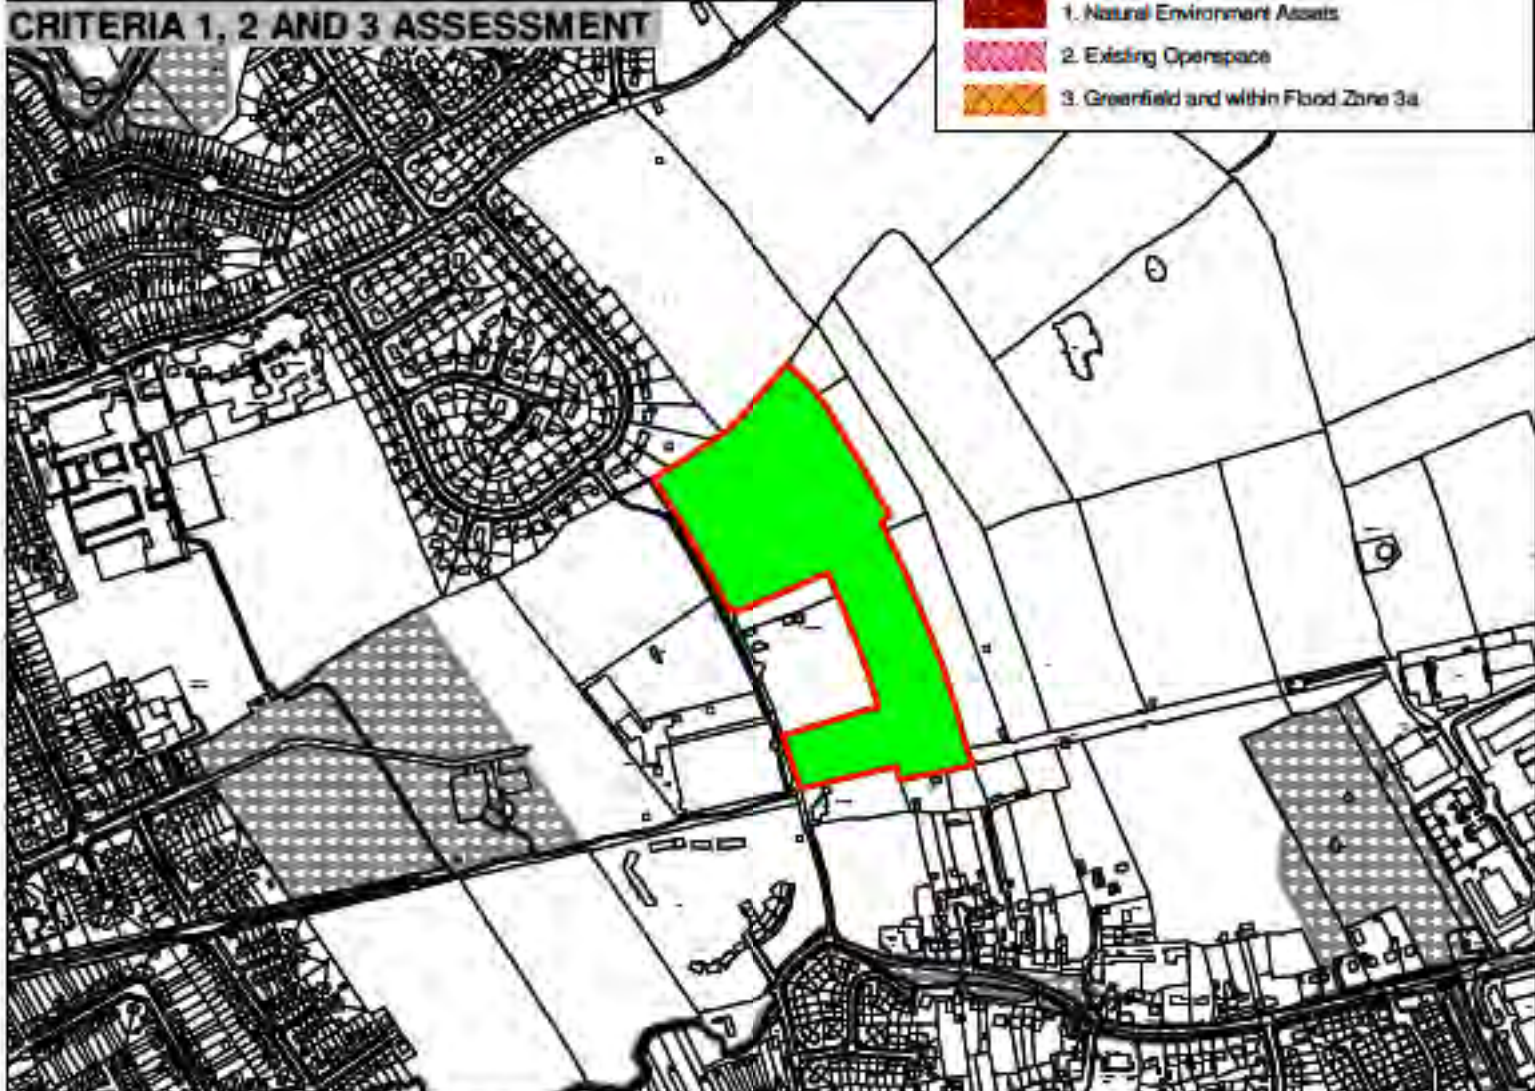 CRITERIA 1, 2 AND 3 ASSESSMENT
1. Natural Environment Assets
2. Existing Openspace
3. Greenfield and within Flood Zone 3a